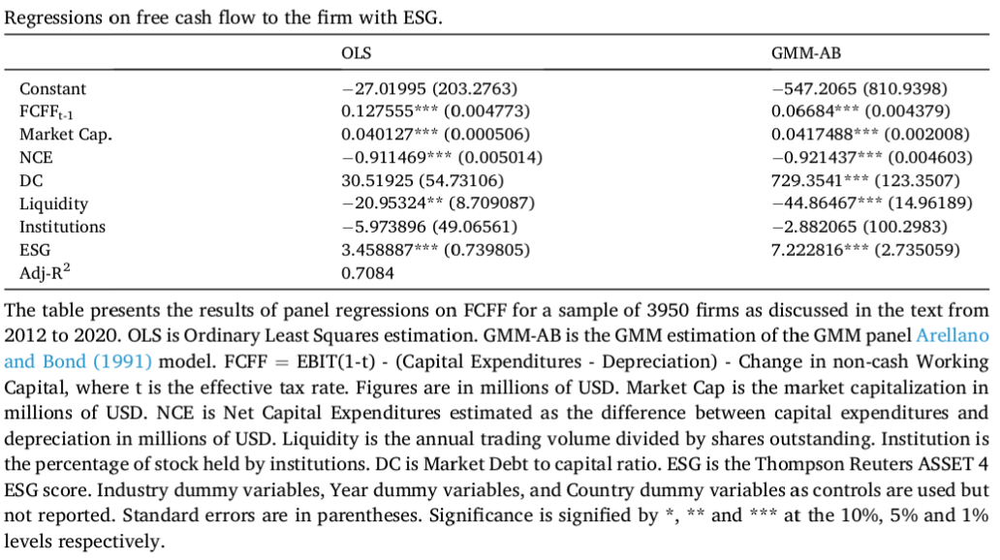 Regressions on free cash flow to the firm with ESG.
OLS GMM-AB
Constant −27.01995 (203.2763) −547.2065 (810.9398)
FCFFt-1 0.127555*** (0.004773) 0.06684*** (0.004379)
Market Cap. 0.040127*** (0.000506) 0.0417488*** (0.002008)
NCE −0.911469*** (0.005014) −0.921437*** (0.004603)
DC 30.51925 (54.73106) 729.3541*** (123.3507)
Liquidity −20.95324** (8.709087) −44.86467*** (14.96189)
Institutions −5.973896 (49.06561) −2.882065 (100.2983)
ESG 3.458887*** (0.739805) 7.222816*** (2.735059)
Adj-R2 0.7084
The table presents the results of panel regressions on FCFF for a sample of 3950 firms as discussed in the text from
2012 to 2020. OLS is Ordinary Least Squares estimation. GMM-AB is the GMM estimation of the GMM panel Arellano
and Bond (1991) model. FCFF = EBIT(1-t) - (Capital Expenditures - Depreciation) - Change in non-cash Working
Capital, where t is the effective tax rate. Figures are in millions of USD. Market Cap is the market capitalization in
millions of USD. NCE is Net Capital Expenditures estimated as the difference between capital expenditures and
depreciation in millions of USD. Liquidity is the annual trading volume divided by shares outstanding. Institution is
the percentage of stock held by institutions. DC is Market Debt to capital ratio. ESG is the Thompson Reuters ASSET 4
ESG score. Industry dummy variables, Year dummy variables, and Country dummy variables as controls are used but
not reported. Standard errors are in parentheses. Significance is signified by *, ** and *** at the 10%, 5% and 1%
levels respectively.